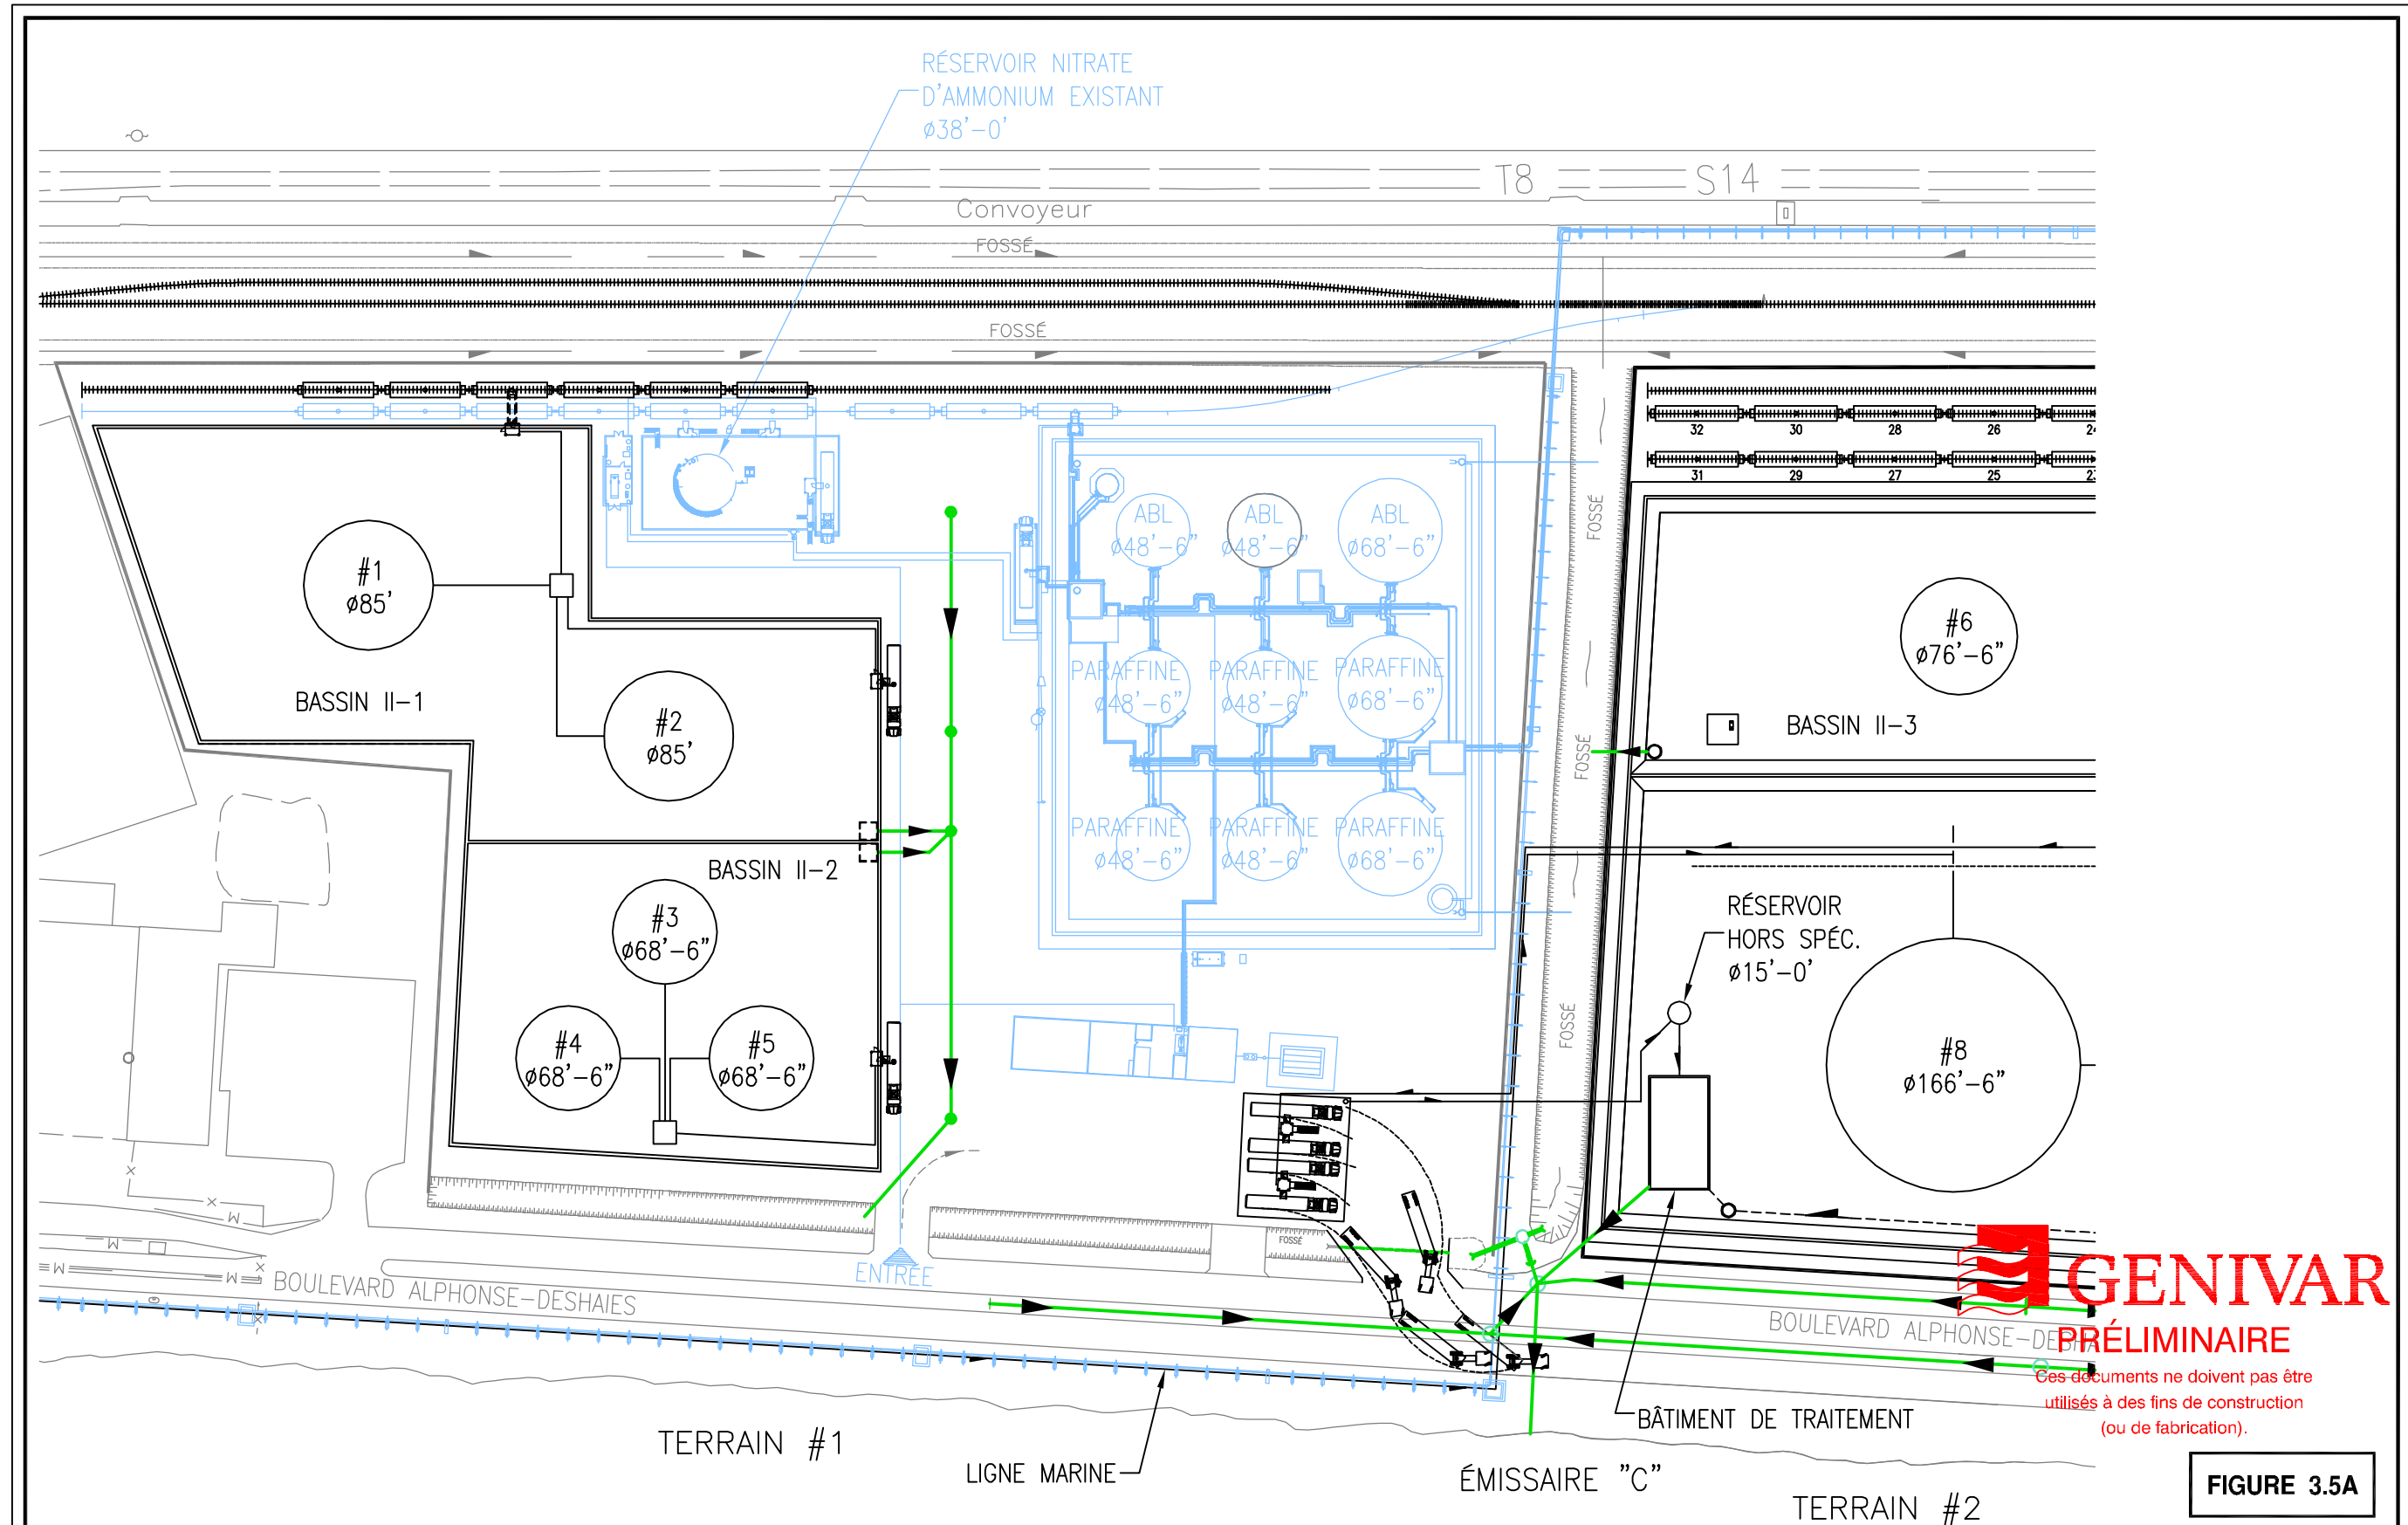 RÉSERVOIR NITRATE
D'AMMONIUM EXISTANT
ø38'-0'
T8
S14
Convoyeur
FOSSÉ
FOSSÉ
32
30
28
26
31
29
27
25
FOSSÉ
ABL
ø48'-6"
ABL
ø48'-6"
ABL
ø68'-6"
#1
ø85'
#6
ø76'-6"
PARAFFINE
ø48'-6"
PARAFFINE
ø48'-6"
PARAFFINE
ø68'-6"
BASSIN II-1
#2
ø85'
BASSIN II-3
FOSSÉ
PARAFFINE
ø48'-6"
PARAFFINE
ø48'-6"
PARAFFINE
ø68'-6"
BASSIN II-2
#3
ø68'-6"
RÉSERVOIR
HORS SPÉC.
ø15'-0'
FOSSÉ
#4
ø68'-6"
#5
ø68'-6"
#8
ø166'-6"
FOSSÉ
ENTRÉE
BOULEVARD ALPHONSE-DESHAIES
GENIVAR
BOULEVARD ALPHONSE-DESHA
PRÉLIMINAIRE
Ces documents ne doivent pas être
utilisés à des fins de construction
(ou de fabrication).
BÂTIMENT DE TRAITEMENT
TERRAIN #1
LIGNE MARINE
ÉMISSAIRE "C"
TERRAIN #2
FIGURE 3.5A